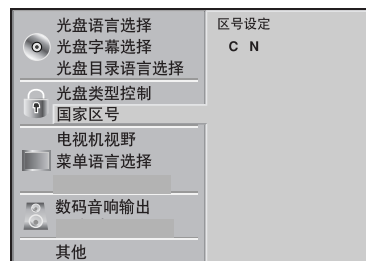 光盘语言选择
光盘字幕选择
光盘目录语言选择
光盘类型控制
国家区号
电视机视野
菜单语言选择
数码音响输出
其他
区号设定
C N